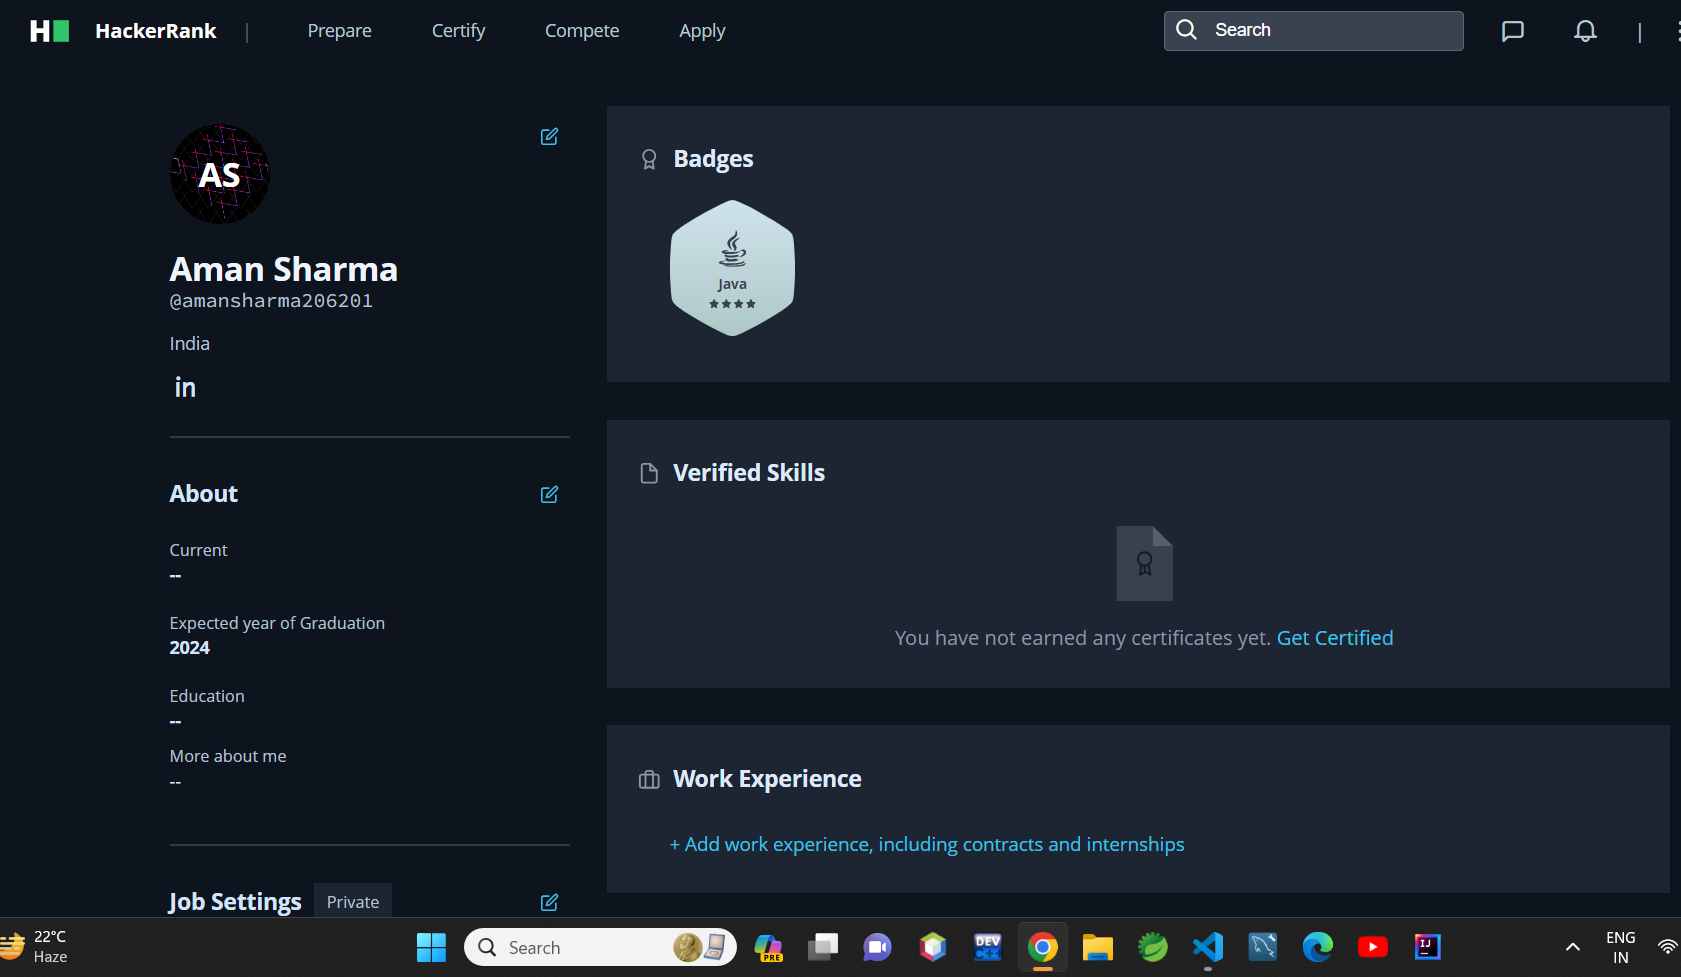 H HackerRank | Prepare Certify Compete Apply Search |
AS
Aman Sharma
@amansharma206201
India
in
About
Current
--
Expected year of Graduation
2024
Education
--
More about me
--
Job Settings Private
Badges
Java
Verified Skills
You have not earned any certificates yet. Get Certified
Work Experience
+ Add work experience, including contracts and internships
22°C
Haze
Search
PRE
DEV
C++
IJ
ENG
IN